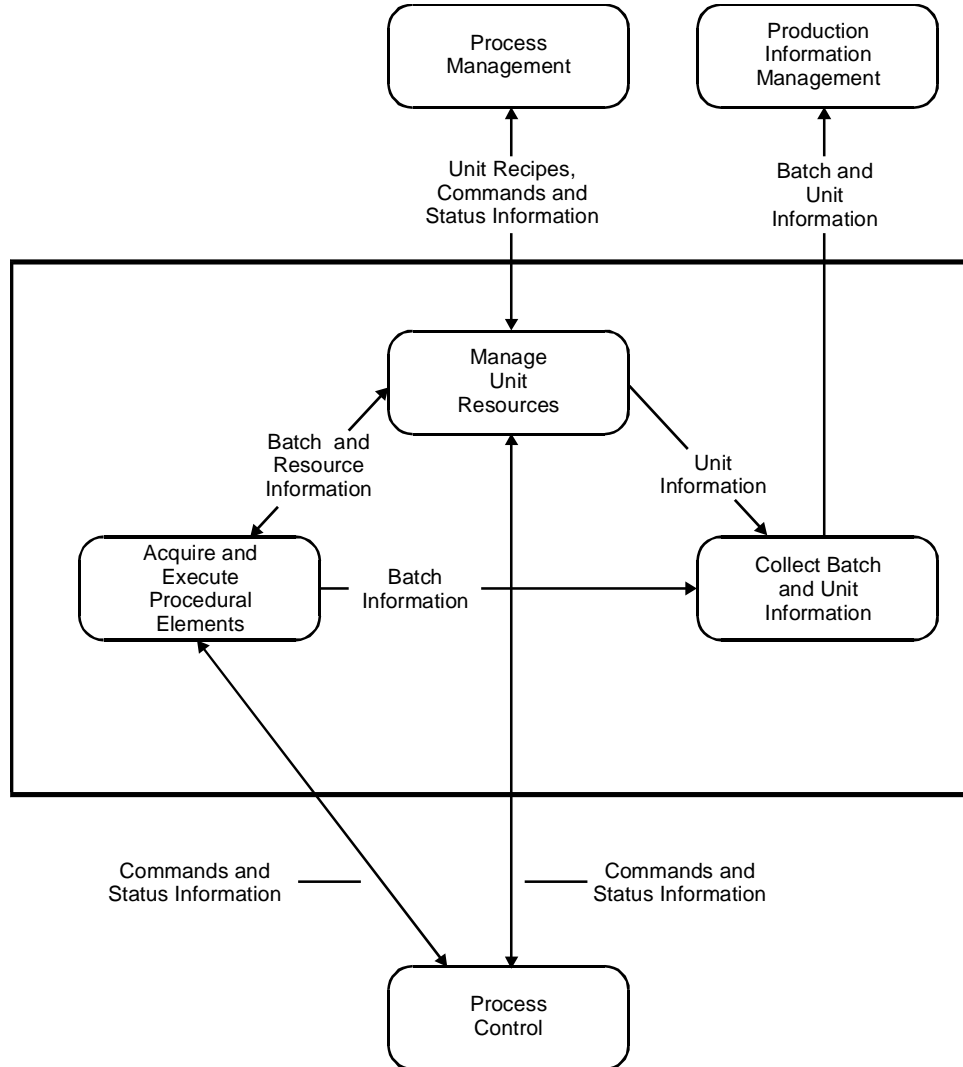 Process
Management
Production
Information
Management
Unit Recipes,
Commands and
Status Information
Batch and
Unit
Information
Manage
Unit
Resources
Batch and
Resource
Information
Unit
Information
Acquire and
Execute
Procedural
Elements
Batch
Information
Collect Batch
and Unit
Information
Commands and
Status Information
Commands and
Status Information
Process
Control